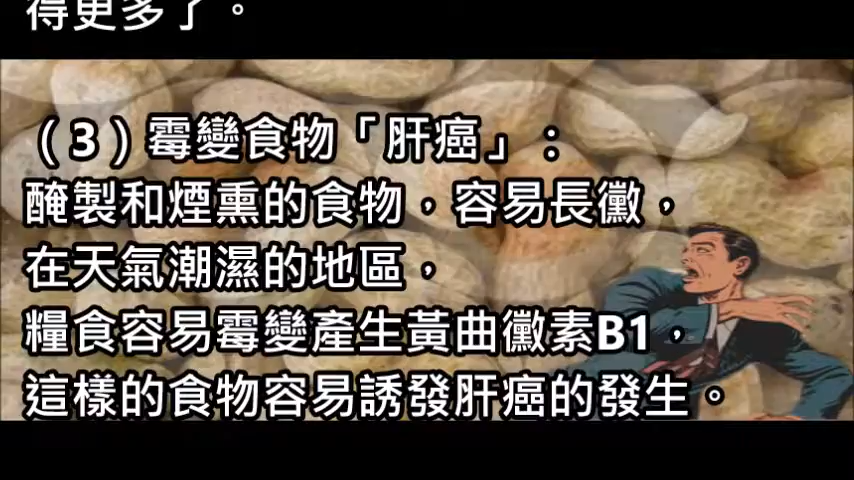 得更多了。
（3）霉變食物「肝癌」：
醃製和煙熏的食物，容易長黴，
在天氣潮濕的地區，
糧食容易霉變產生黃曲黴素B1，
這樣的食物容易誘發肝癌的發生。